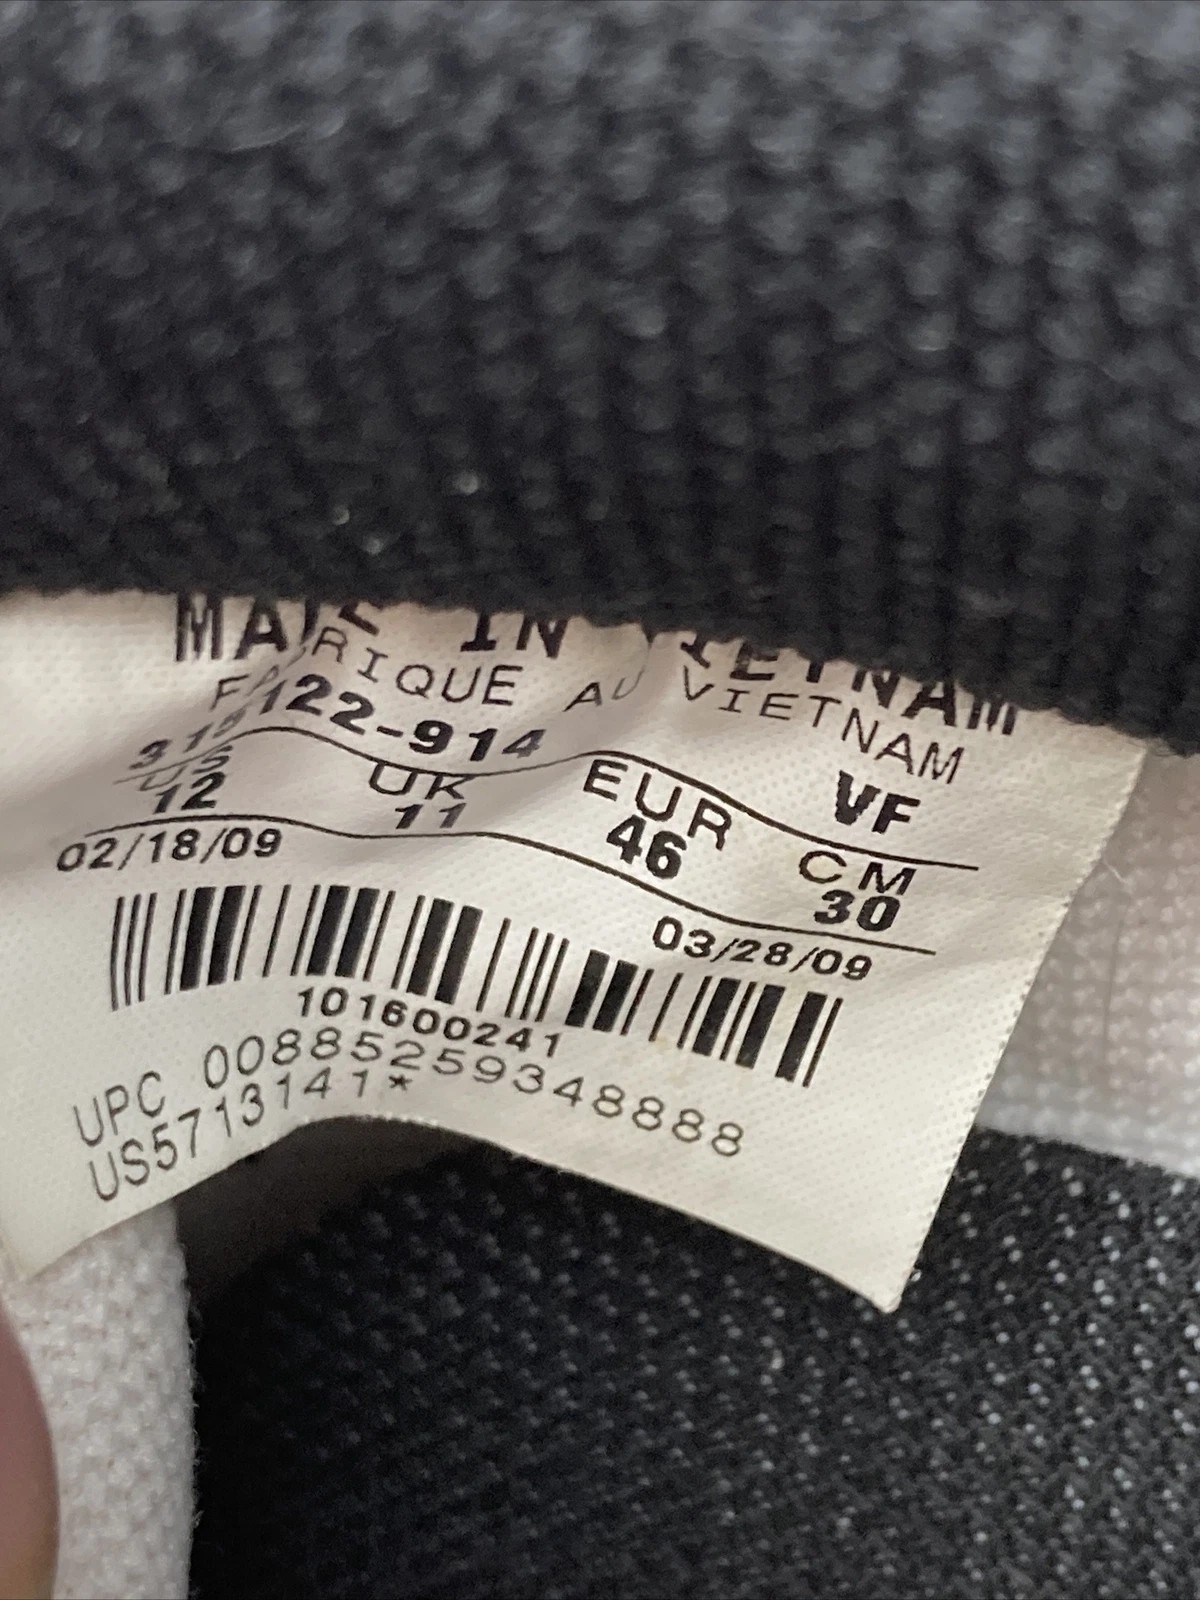 MADE IN VIETNAM
FABRIQUE AU VIETNAM
315122-914 VF
US UK EUR CM
12 11 46 30
02/18/09 03/28/09
101600241
UPC 00885259348888
US5713141*